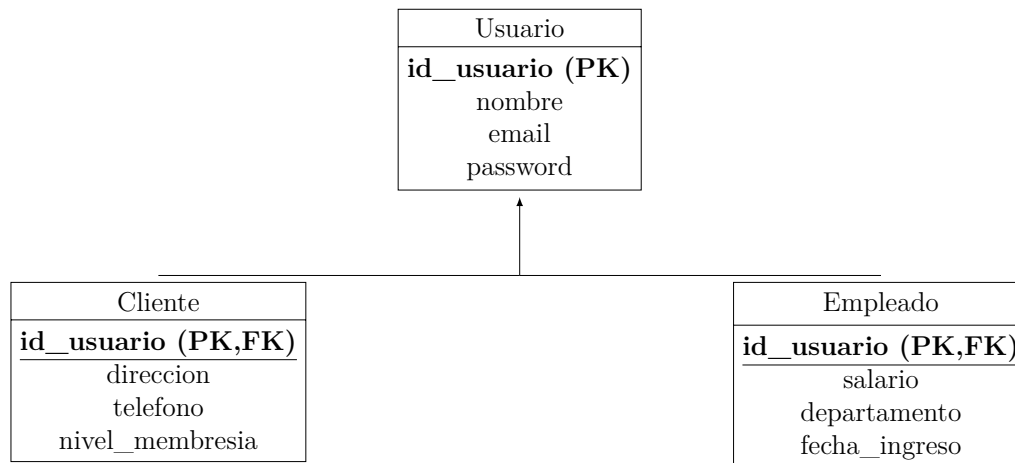 Usuario
id_usuario (PK)
nombre
email
password
Cliente
id_usuario (PK,FK)
direccion
telefono
nivel_membresia
Empleado
id_usuario (PK,FK)
salario
departamento
fecha_ingreso